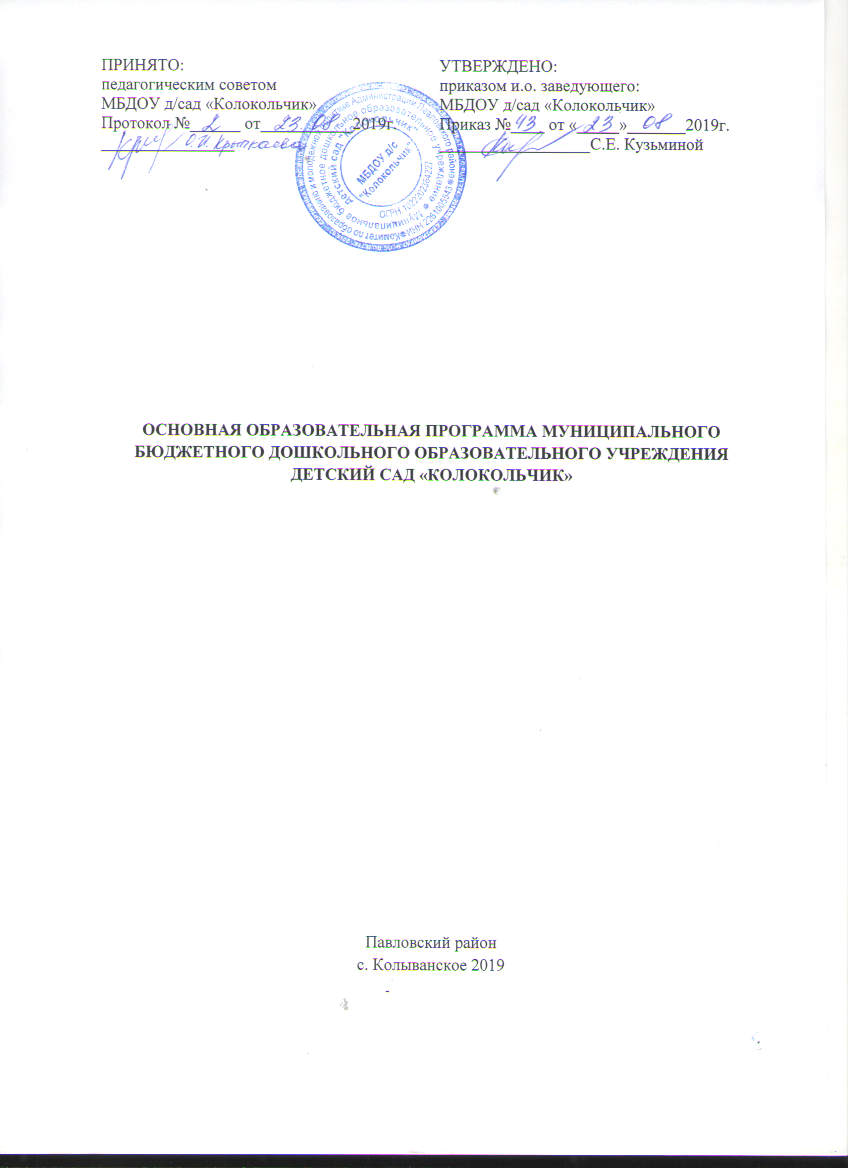 ПРИНЯТО:
педагогическим советом
МБДОУ д/сад «Колокольчик»
Протокол № 2 от 23 08 2019г.
УТВЕРЖДЕНО:
приказом и.о. заведующего:
МБДОУ д/сад «Колокольчик»
Приказ № 43 от « 23 » 08 2019г.
С.Е. Кузьминой
МБДОУ д/с
"Колокольчик"
ОСНОВНАЯ ОБРАЗОВАТЕЛЬНАЯ ПРОГРАММА МУНИЦИПАЛЬНОГО
БЮДЖЕТНОГО ДОШКОЛЬНОГО ОБРАЗОВАТЕЛЬНОГО УЧРЕЖДЕНИЯ
ДЕТСКИЙ САД «КОЛОКОЛЬЧИК»
Павловский район
с. Колыванское 2019